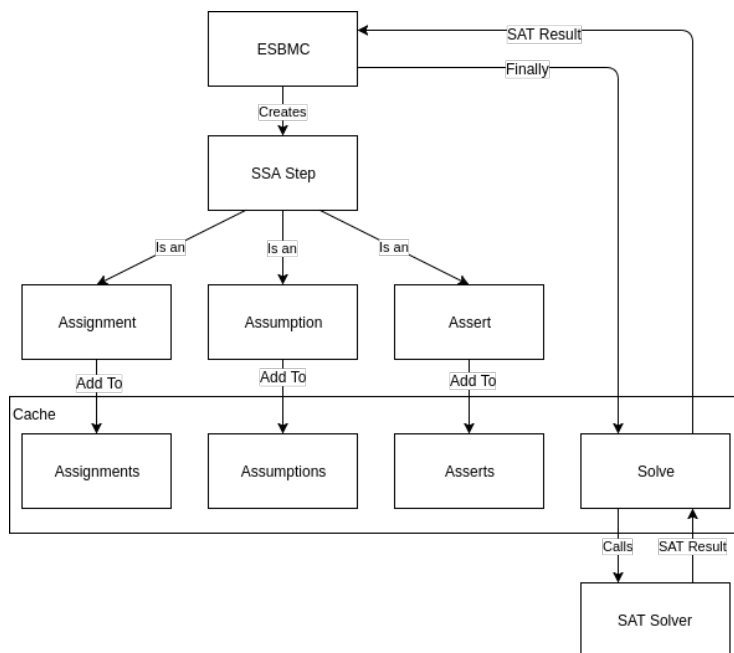 SAT Result
ESBMC
Finally
Creates
SSA Step
Is an
Is an
Is an
Assignment
Assumption
Assert
Add To
Add To
Add To
Cache
Assignments
Assumptions
Asserts
Solve
Calls
SAT Result
SAT Solver